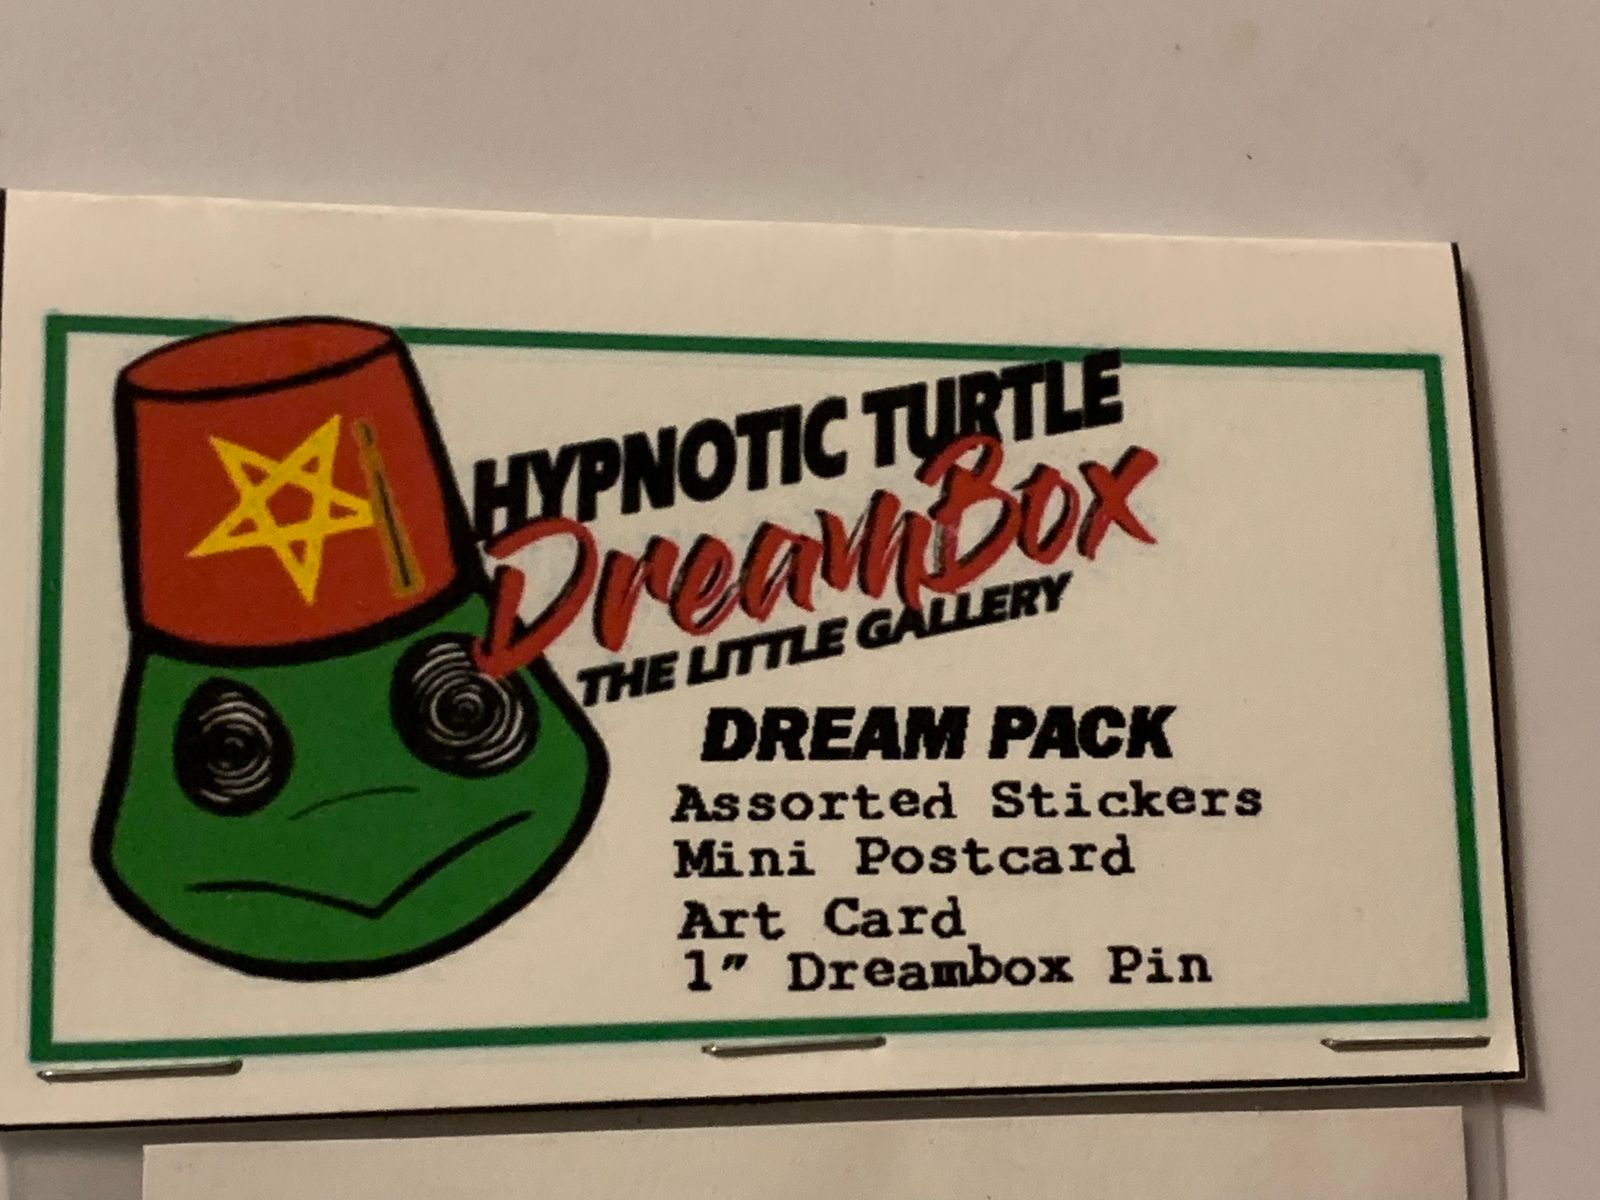 HYPNOTIC TURTLE
DreamBox
THE LITTLE GALLERY
DREAM PACK
Assorted Stickers
Mini Postcard
Art Card
1" Dreambox Pin